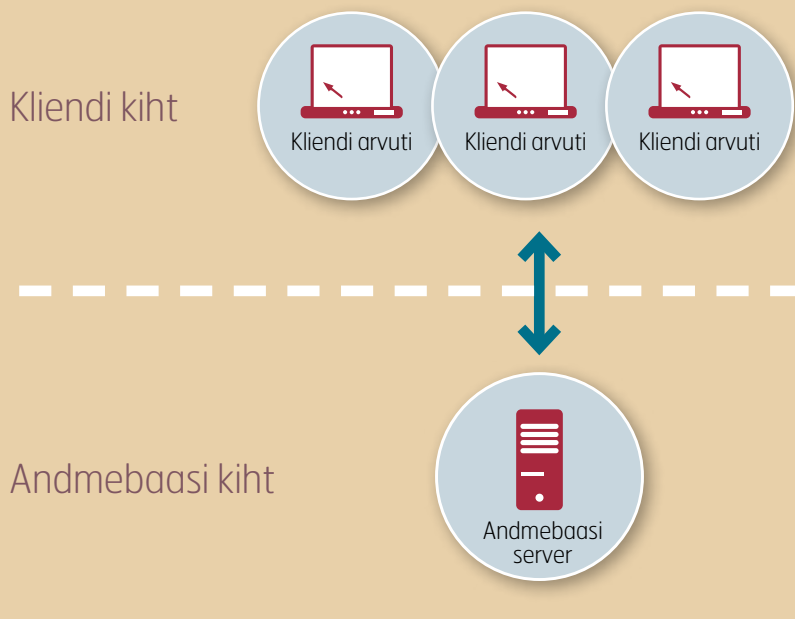 Kliendi kiht
Kliendi arvuti
Kliendi arvuti
Kliendi arvuti
Andmebaasi kiht
Andmebaasi
server